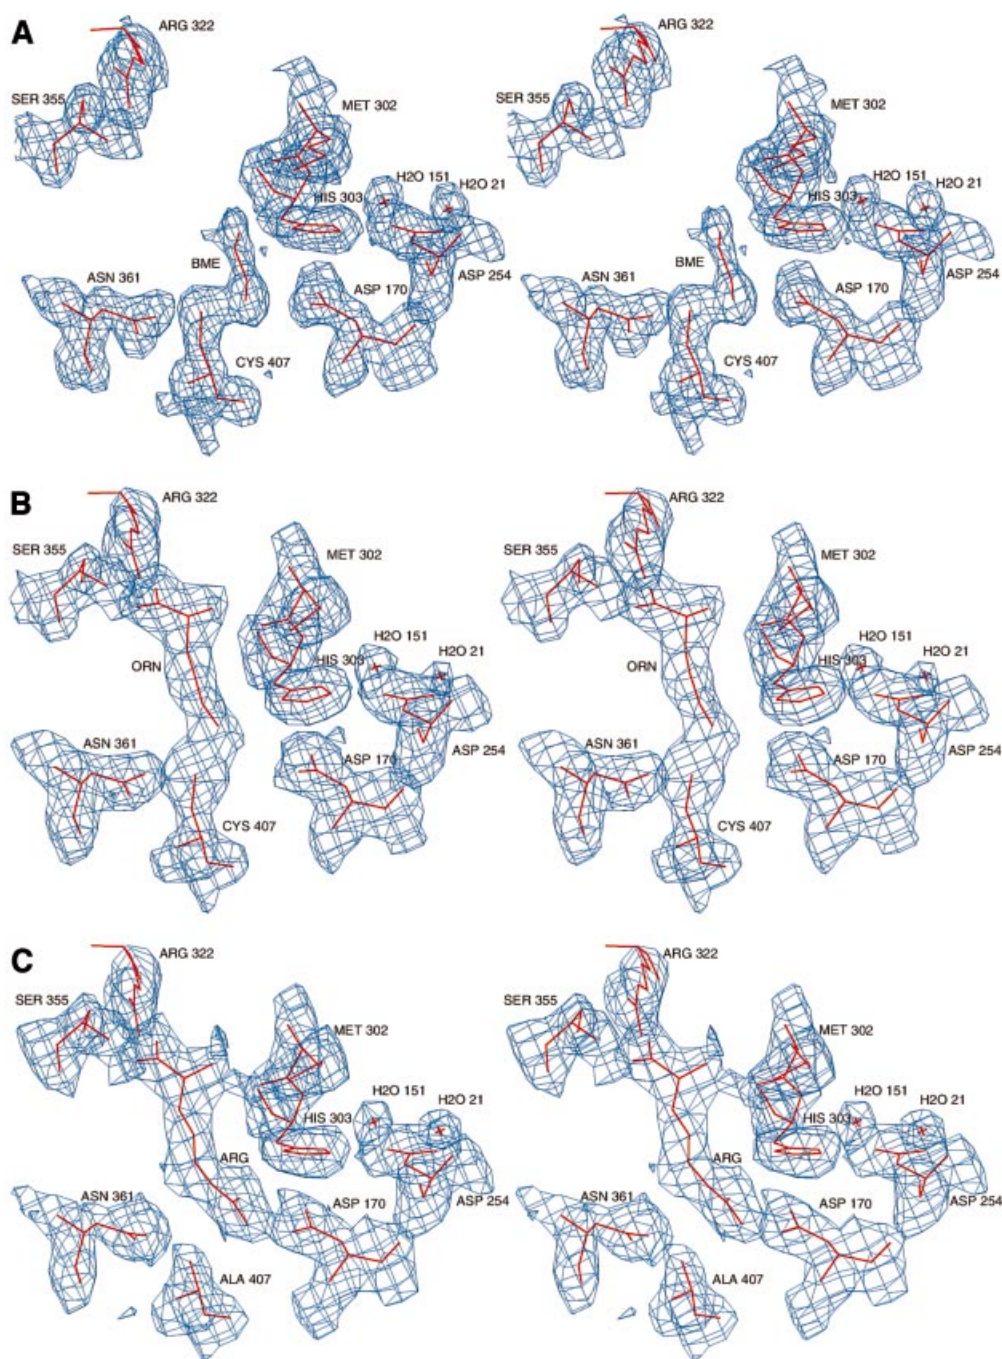 A
ARG 322
ARG 322
SER 355
SER 355
MET 302
MET 302
H2O 151
H2O 151
H2O 21
H2O 21
HIS 303
HIS 303
BME
BME
ASN 361
ASP 254
ASN 361
ASP 254
ASP 170
ASP 170
CYS 407
CYS 407
B
ARG 322
ARG 322
SER 355
MET 302
SER 355
MET 302
H2O 151
H2O 151
H2O 21
H2O 21
ORN
HIS 303
ORN
HIS 303
ASN 361
ASP 170
ASP 254
ASN 361
ASP 170
ASP 254
CYS 407
CYS 407
C
ARG 322
ARG 322
SER 355
SER 355
MET 302
MET 302
H2O 151
H2O 21
H2O 151
H2O 21
HIS 303
HIS 303
ARG
ARG
ASN 361
ASP 170
ASP 254
ASN 361
ASP 170
ASP 254
ALA 407
ALA 407